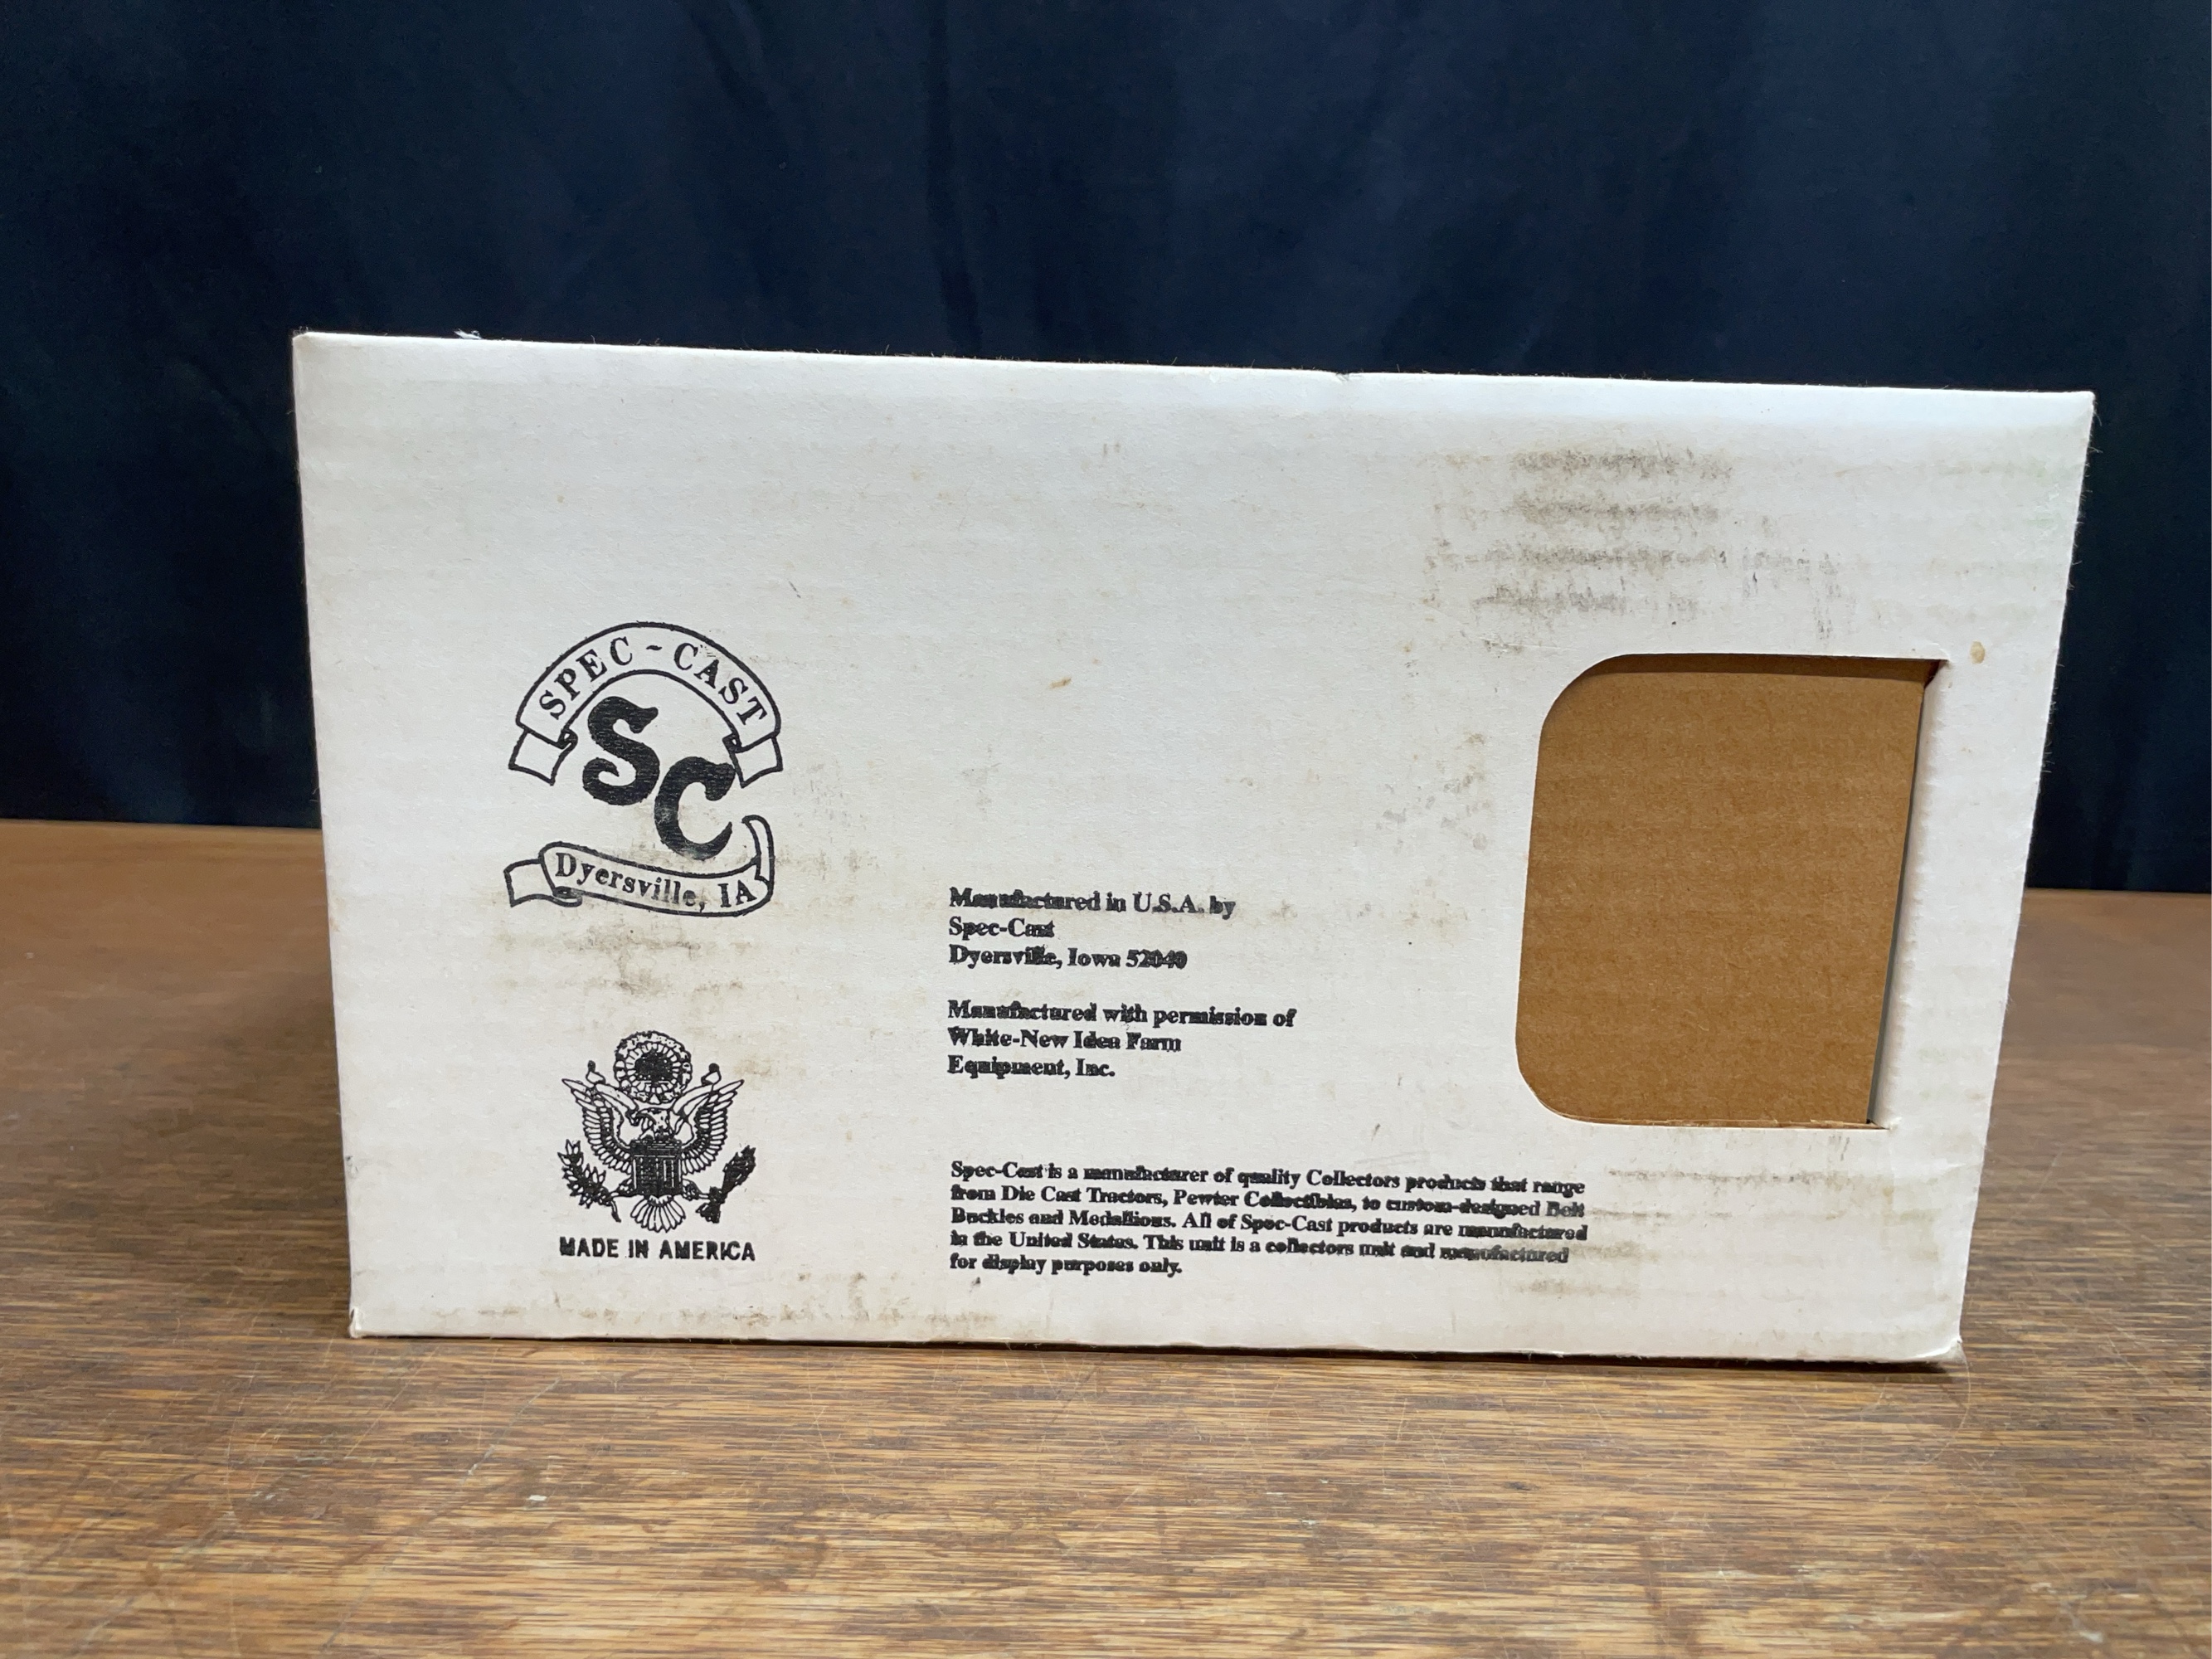 SPEC-CAST
SC
Dyersville, IA
MADE IN AMERICA
Manufactured in U.S.A. by
Spec-Cast
Dyersville, Iowa 52040
Manufactured with permission of
White-New Idea Farm
Equipment, Inc.
Spec-Cast is a manufacturer of quality Collectors products that range
from Die Cast Tractors, Pewter Collectibles, to custom-designed Belt
Buckles and Medallions. All of Spec-Cast products are manufactured
in the United States. This unit is a collectors unit and manufactured
for display purposes only.